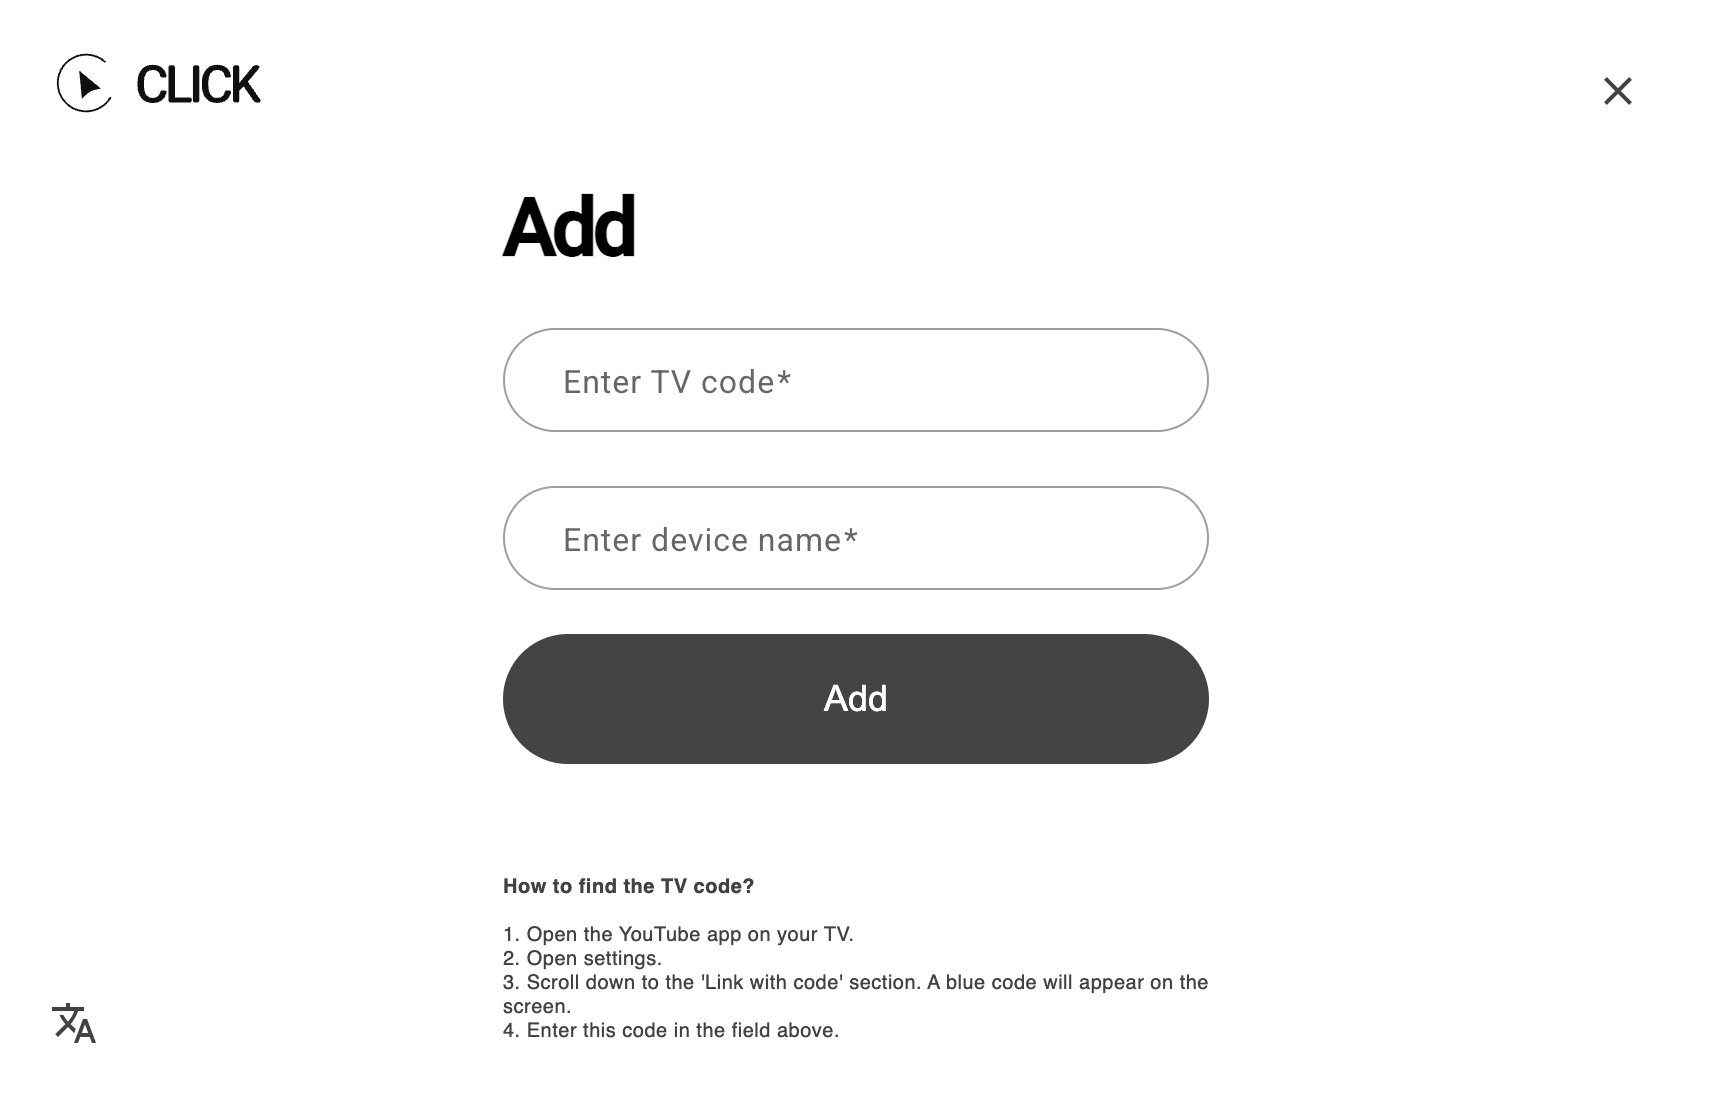 CLICK
Add
Enter TV code*
Enter device name*
Add
How to find the TV code?
1. Open the YouTube app on your TV.
2. Open settings.
3. Scroll down to the 'Link with code' section. A blue code will appear on the
screen.
4. Enter this code in the field above.